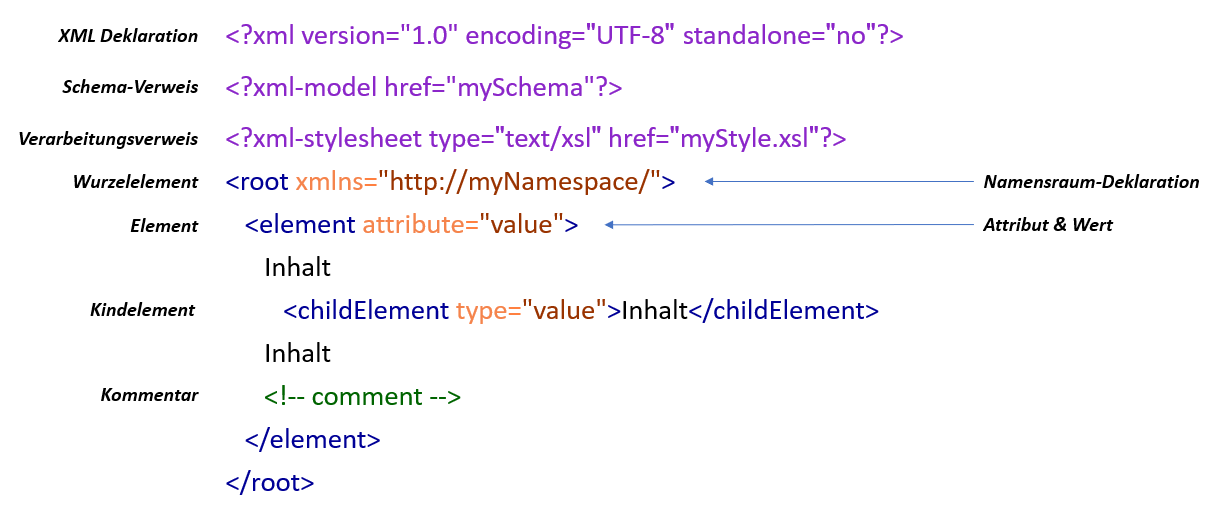 XML Deklaration <?xml version="1.0" encoding="UTF-8" standalone="no"?>
Schema-Verweis <?xml-model href="mySchema"?>
Verarbeitungsverweis <?xml-stylesheet type="text/xsl" href="myStyle.xsl"?>
Wurzelelement <root xmlns="http://myNamespace/"> Namensraum-Deklaration
Element <element attribute="value"> Attribut & Wert
Inhalt
Kindelement <childElement type="value">Inhalt</childElement>
Inhalt
Kommentar <!-- comment -->
</element>
</root>